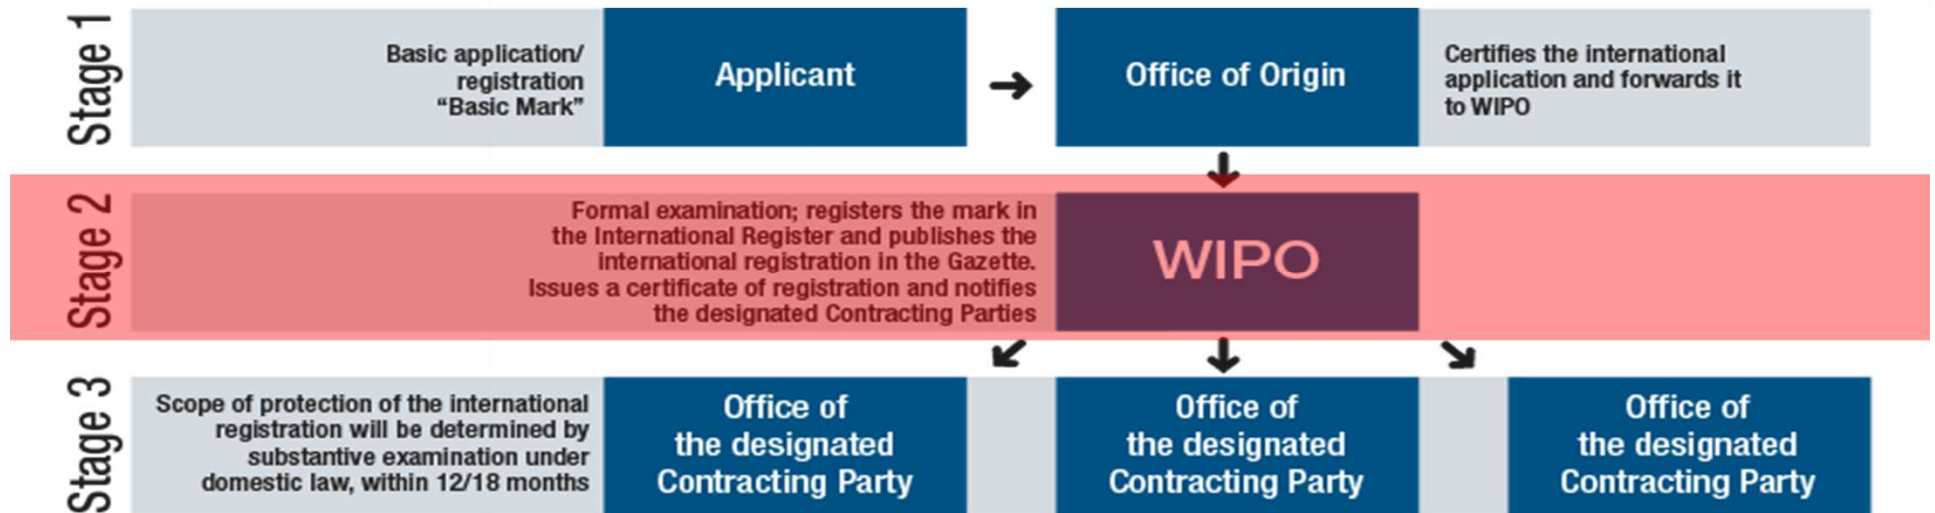 Stage 1
Basic application/
registration
“Basic Mark”
Applicant
Office of Origin
Certifies the international
application and forwards it
to WIPO
Stage 2
Formal examination; registers the mark in
the International Register and publishes the
international registration in the Gazette.
Issues a certificate of registration and notifies
the designated Contracting Parties
WIPO
Stage 3
Scope of protection of the international
registration will be determined by
substantive examination under
domestic law, within 12/18 months
Office of
the designated
Contracting Party
Office of
the designated
Contracting Party
Office of
the designated
Contracting Party